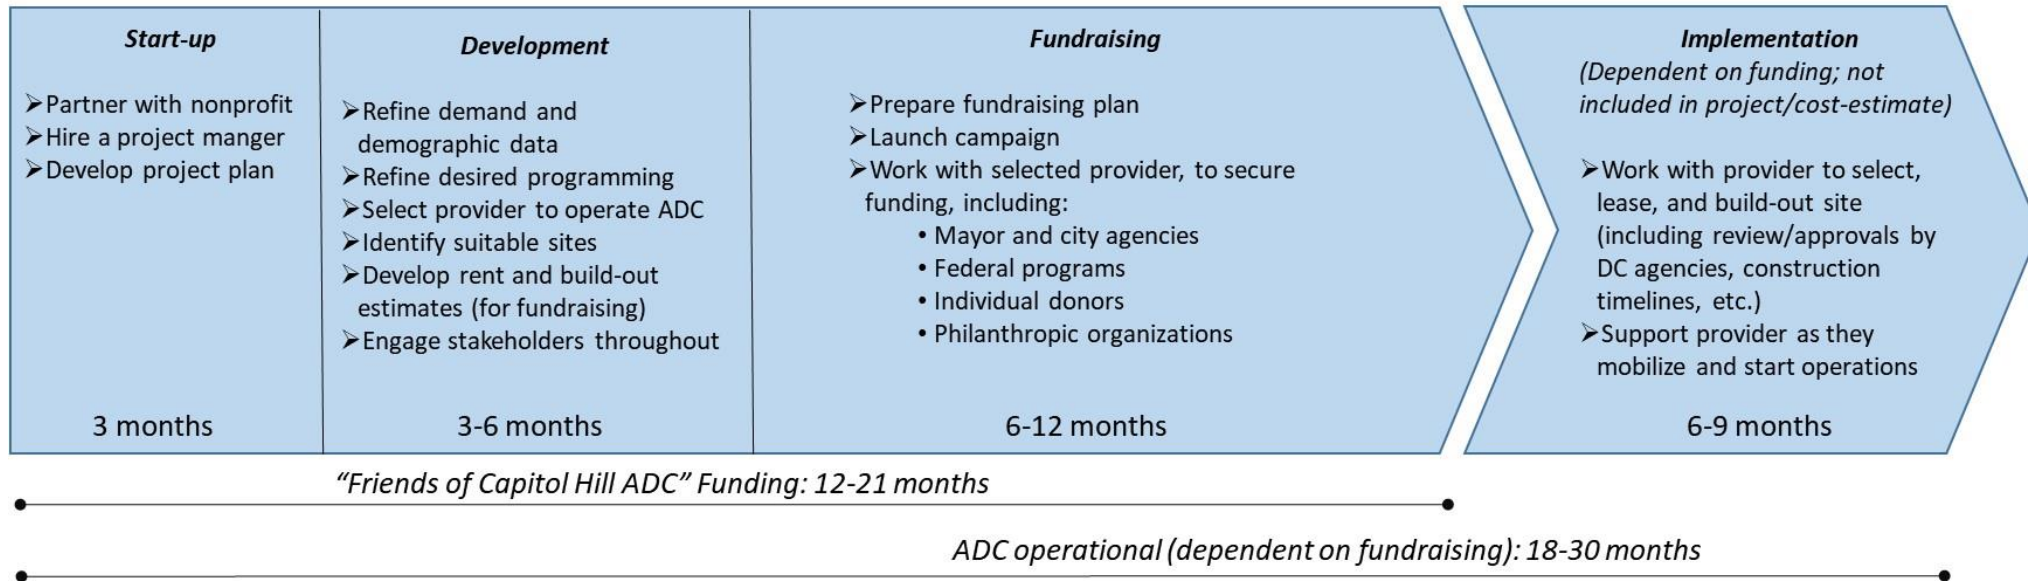 Start-up
➢Partner with nonprofit
➢Hire a project manger
➢Develop project plan
3 months
Development
➢Refine demand and
demographic data
➢Refine desired programming
➢Select provider to operate ADC
➢Identify suitable sites
➢Develop rent and build-out
estimates (for fundraising)
➢Engage stakeholders throughout
3-6 months
Fundraising
➢Prepare fundraising plan
➢Launch campaign
➢Work with selected provider, to secure
funding, including:
• Mayor and city agencies
• Federal programs
• Individual donors
• Philanthropic organizations
6-12 months
Implementation
(Dependent on funding; not
included in project/cost-estimate)
➢Work with provider to select,
lease, and build-out site
(including review/approvals by
DC agencies, construction
timelines, etc.)
➢Support provider as they
mobilize and start operations
6-9 months
“Friends of Capitol Hill ADC” Funding: 12-21 months
ADC operational (dependent on fundraising): 18-30 months